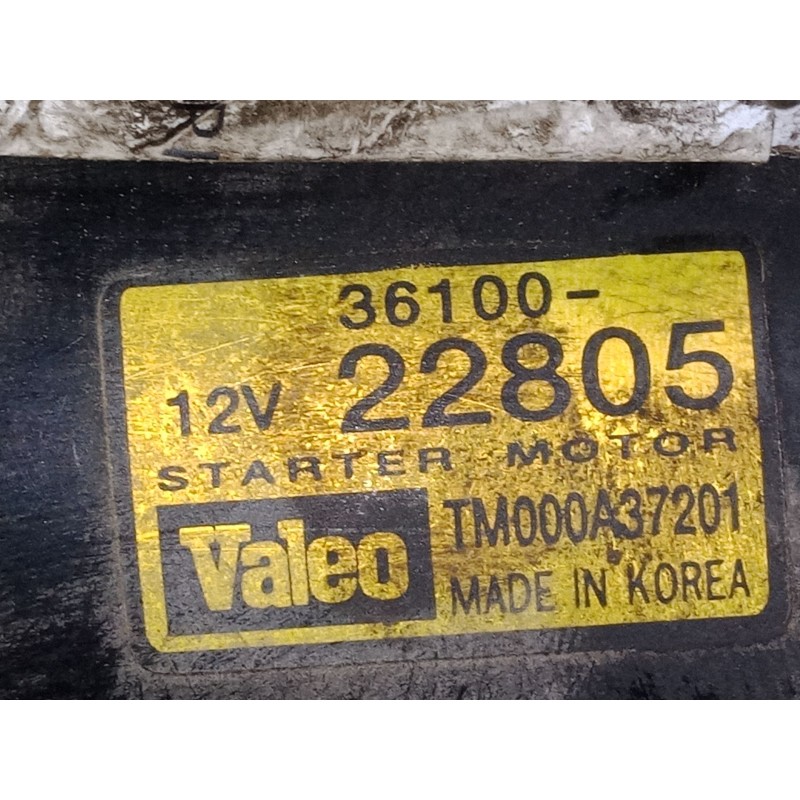 36100-
12V 22805
STARTER MOTOR
Valeo TM000A37201
MADE IN KOREA